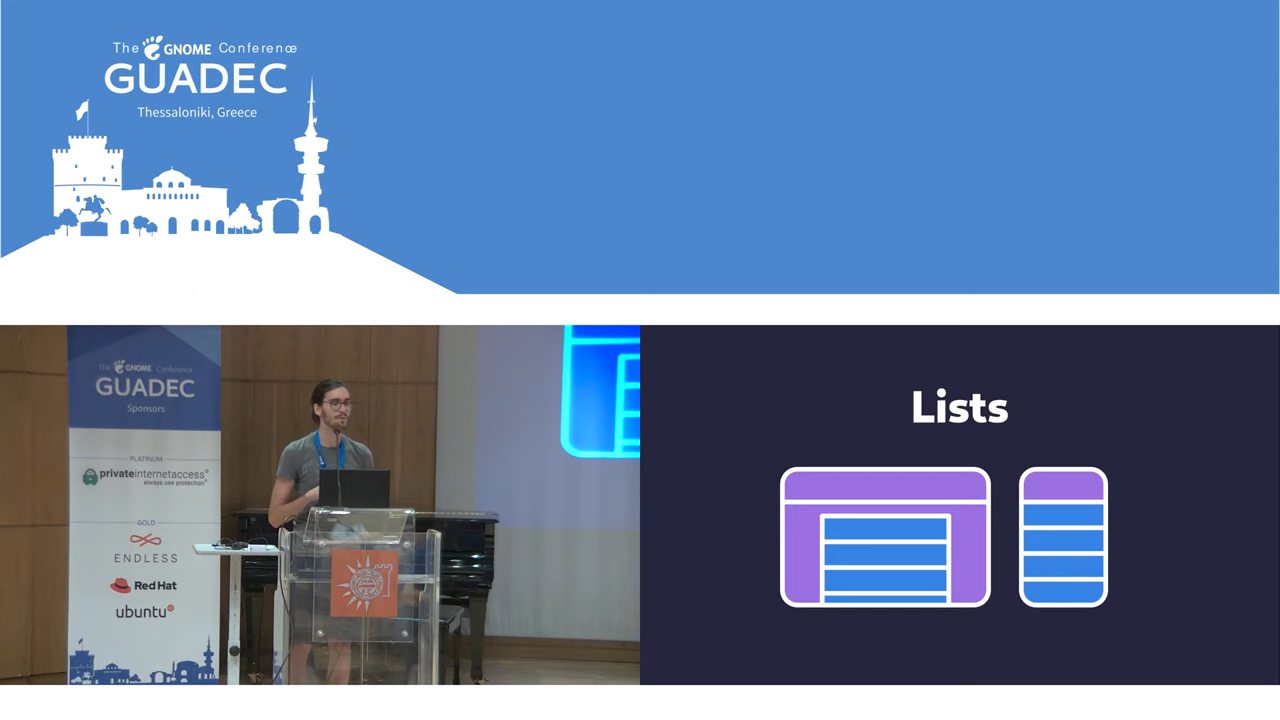 The GNOME Conference
GUADEC
Thessaloniki, Greece
The GNOME Conference
GUADEC
Sponsors
PLATINUM
privateinternetaccess®
always use protection®
GOLD
ENDLESS
Red Hat
ubuntu®
Lists